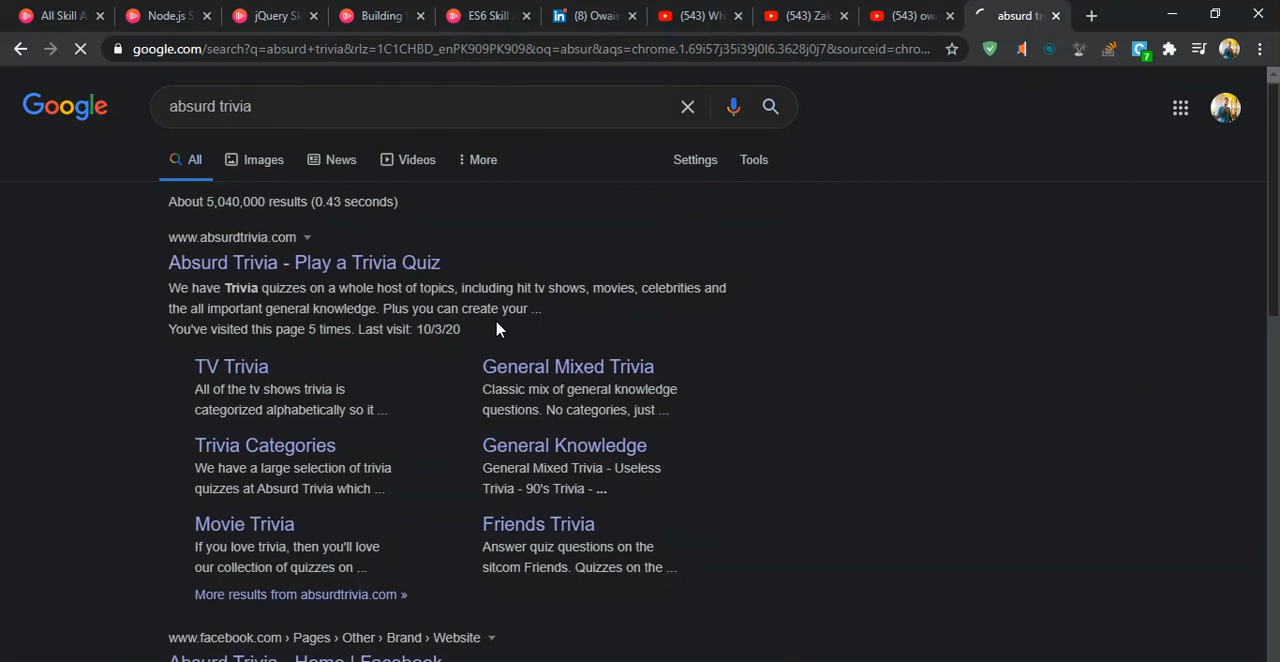 All Skill A
Node.js S
jQuery Sk
Building
ES6 Skill
(8) Owais
(543) Wh
(543) Zak
(543) owa
absurd tr
google.com/search?q=absurd+trivia&rlz=1C1CHBD_enPK909PK909&oq=absur&aqs=chrome.1.69i57j35i39j0l6.3628j0j7&sourceid=chro...
7
Google
absurd trivia
All
Images
News
Videos
More
Settings
Tools
About 5,040,000 results (0.43 seconds)
www.absurdtrivia.com
Absurd Trivia - Play a Trivia Quiz
We have Trivia quizzes on a whole host of topics, including hit tv shows, movies, celebrities and
the all important general knowledge. Plus you can create your ...
You've visited this page 5 times. Last visit: 10/3/20
TV Trivia
All of the tv shows trivia is
categorized alphabetically so it ...
General Mixed Trivia
Classic mix of general knowledge
questions. No categories, just ...
Trivia Categories
We have a large selection of trivia
quizzes at Absurd Trivia which ...
General Knowledge
General Mixed Trivia - Useless
Trivia - 90's Trivia - ...
Movie Trivia
If you love trivia, then you'll love
our collection of quizzes on ...
Friends Trivia
Answer quiz questions on the
sitcom Friends. Quizzes on the ...
More results from absurdtrivia.com »
www.facebook.com › Pages › Other › Brand › Website
Absurd Trivia - Home | Facebook